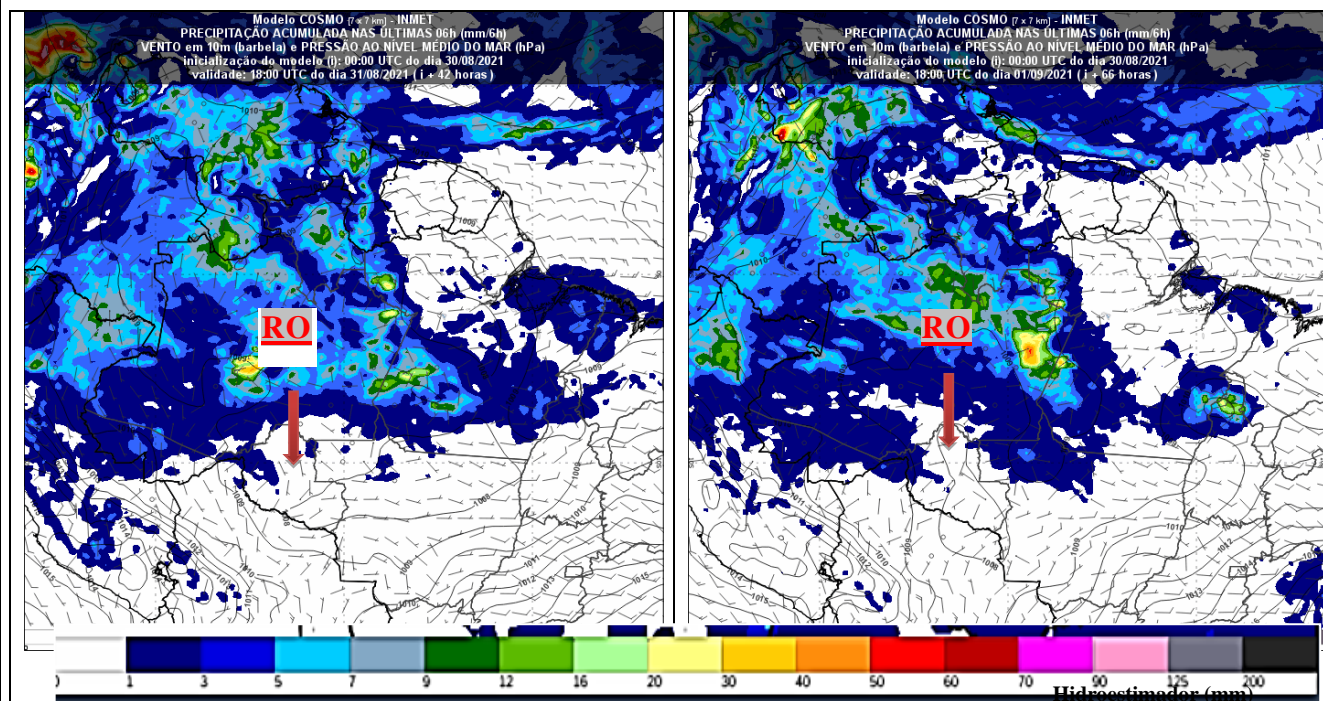 Modelo COSMO [7 x 7 km] - INMET
PRECIPITAÇÃO ACUMULADA NAS ÚLTIMAS 06h (mm/6h)
VENTO em 10m (barbela) e PRESSÃO AO NÍVEL MÉDIO DO MAR (hPa)
inicialização do modelo (i): 00:00 UTC do dia 30/08/2021
validade: 18:00 UTC do dia 31/08/2021 ( i + 42 horas )
RO
Modelo COSMO [7 x 7 km] - INMET
PRECIPITAÇÃO ACUMULADA NAS ÚLTIMAS 06h (mm/6h)
VENTO em 10m (barbela) e PRESSÃO AO NÍVEL MÉDIO DO MAR (hPa)
inicialização do modelo (i): 00:00 UTC do dia 30/08/2021
validade: 18:00 UTC do dia 01/09/2021 ( i + 66 horas )
RO
0 1 3 5 7 9 12 16 20 30 40 50 60 70 90 125 200
Hidroestimador (mm)